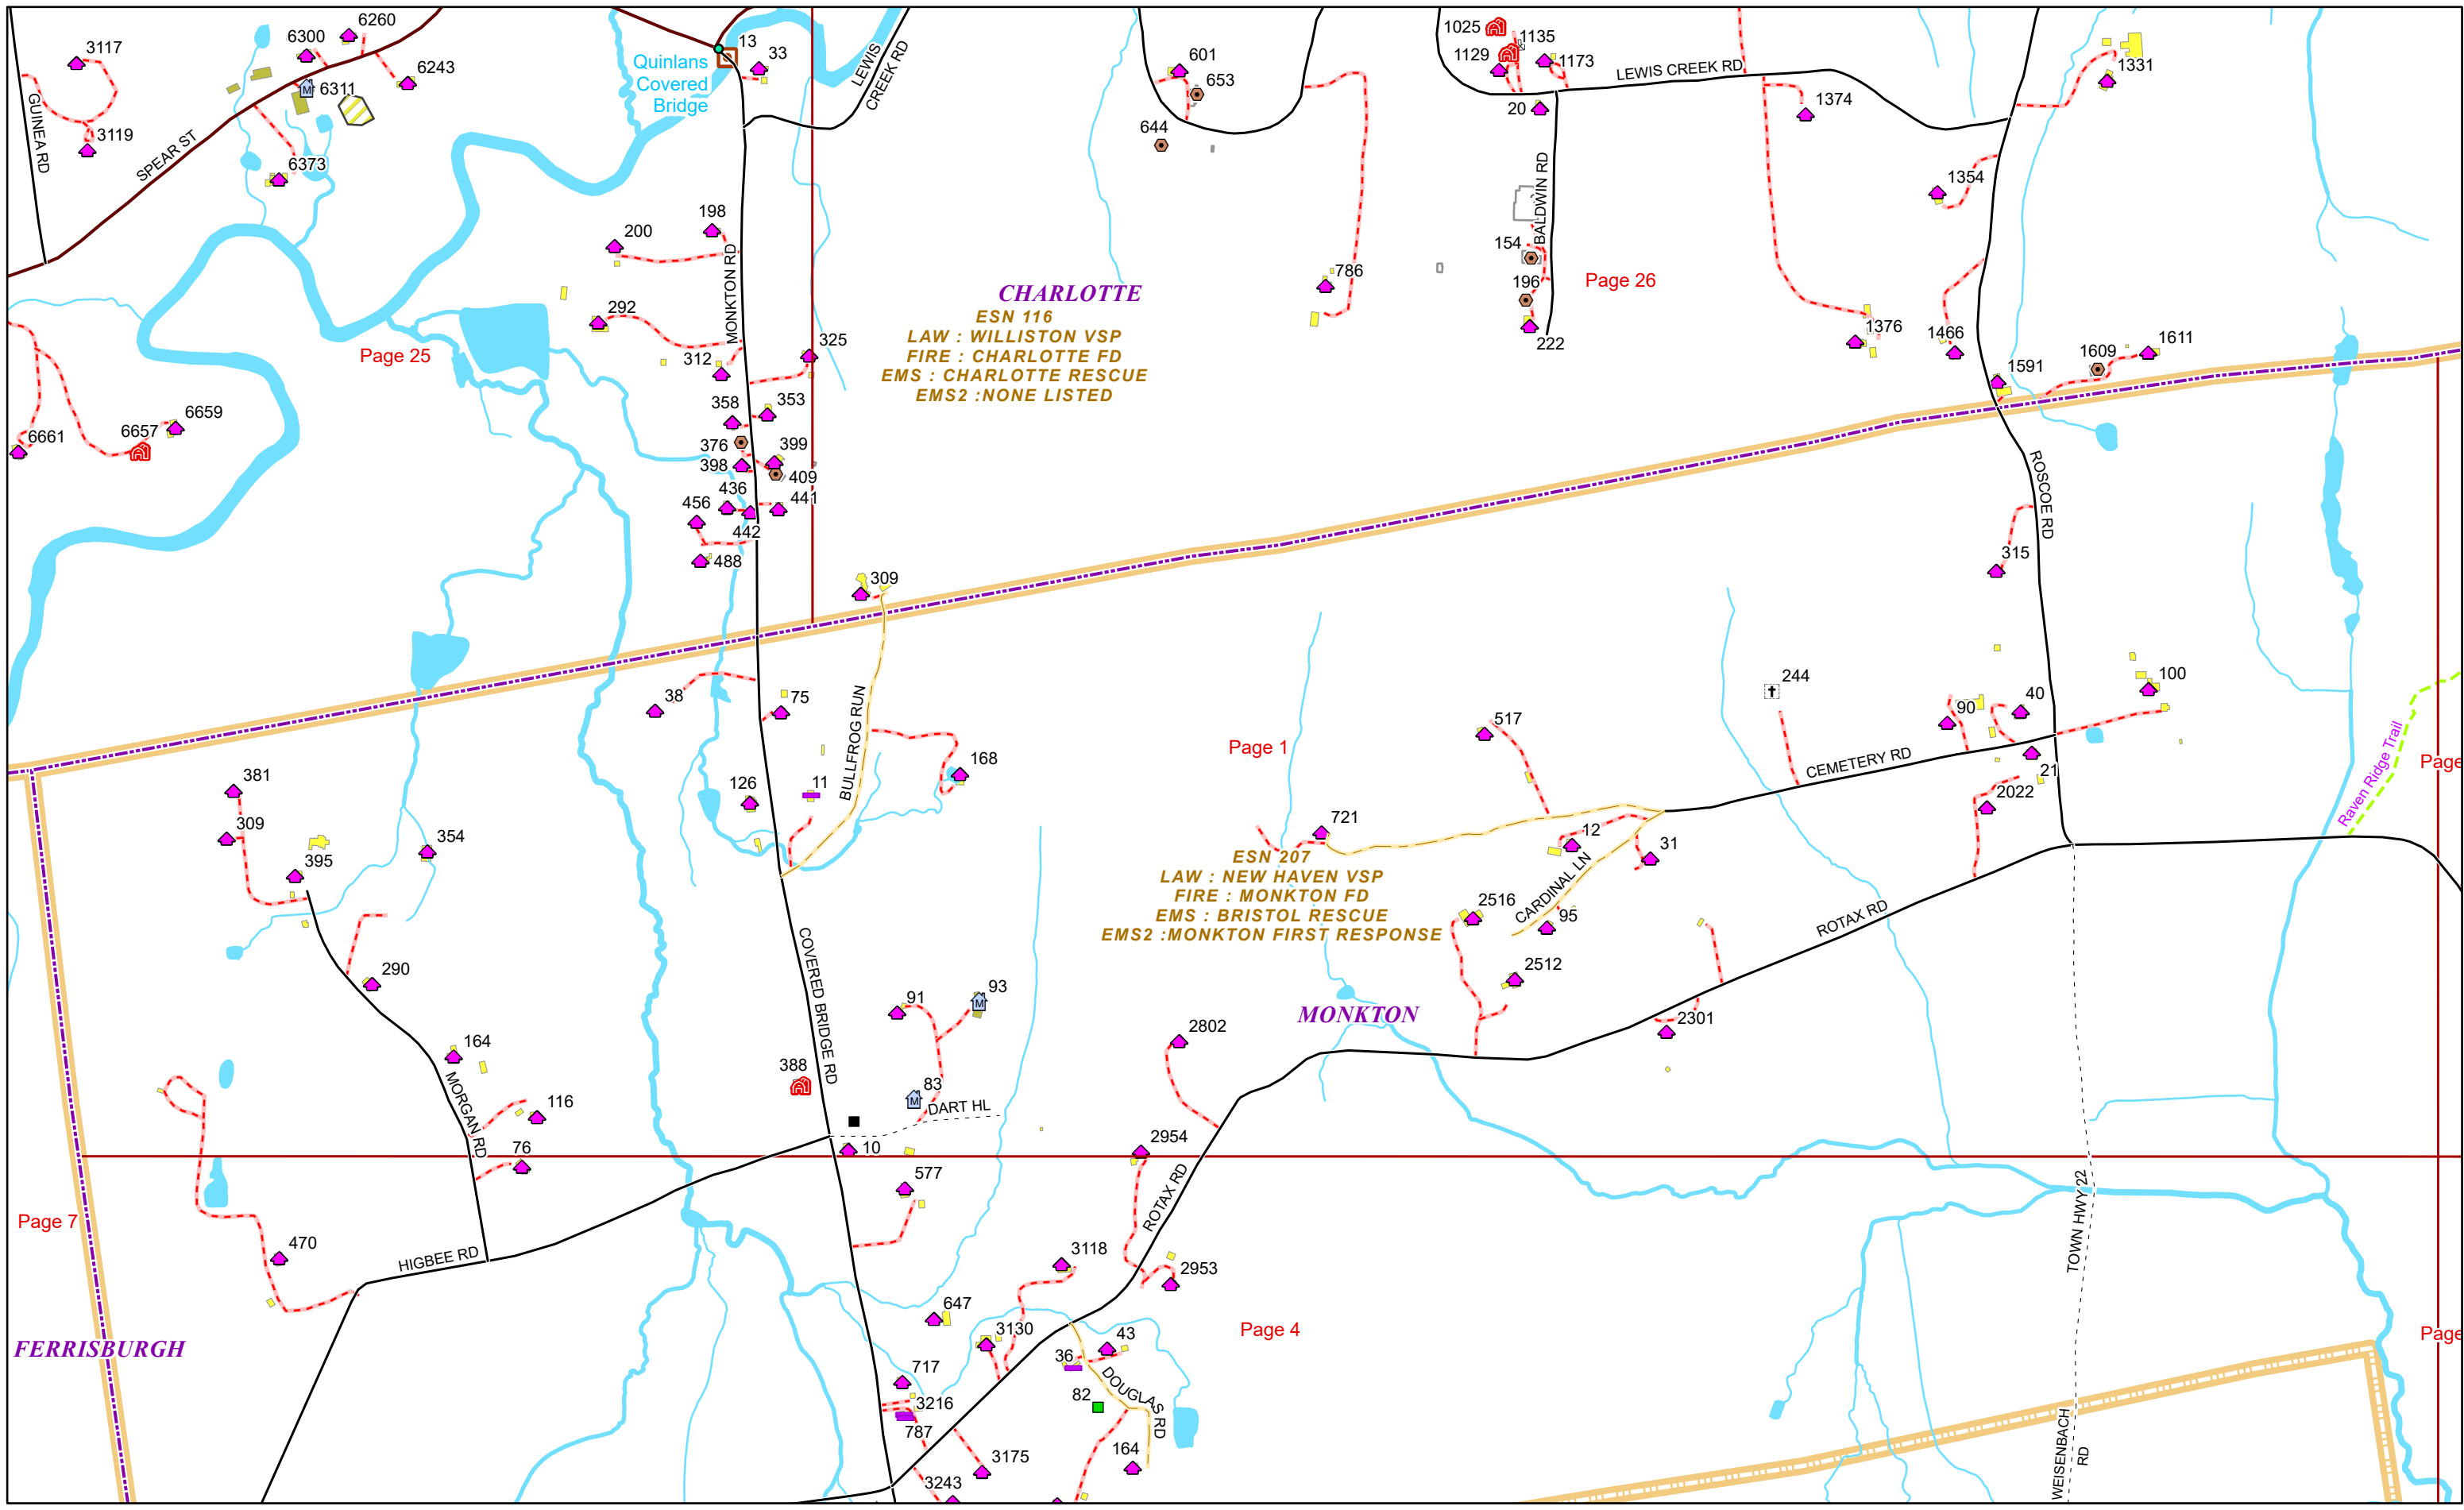 6260
6300
3117
6243
6311
GUINEA RD
3119
SPEAR ST
6373
13
33
Quinlans
Covered
Bridge
LEWIS
CREEK RD
601
653
644
1025
1135
1129
1173
LEWIS CREEK RD
20
1374
1331
1354
BALDWIN RD
198
200
MONKTON RD
154
196
222
786
Page 26
CHARLOTTE
ESN 116
LAW : WILLISTON VSP
FIRE : CHARLOTTE FD
EMS : CHARLOTTE RESCUE
EMS2 :NONE LISTED
292
312
325
Page 25
1376
1466
1591
1609
1611
6659
6657
6661
358
353
376
399
398
409
436
456
441
442
488
309
ROSCOE RD
315
38
75
BULLFROG RUN
168
126
11
Page 1
517
244
CEMETERY RD
90
40
100
21
2022
Raven Ridge Trail
Page
381
309
354
395
721
12
31
CARDINAL LN
95
ESN 207
LAW : NEW HAVEN VSP
FIRE : MONKTON FD
EMS : BRISTOL RESCUE
EMS2 :MONKTON FIRST RESPONSE
2516
2512
ROTAX RD
290
COVERED BRIDGE RD
91
M
93
MONKTON
2301
2802
164
388
M
83
DART HL
MORGAN RD
116
76
10
2954
577
ROTAX RD
TOWN HWY 22
Page 7
470
HIGBEE RD
3118
2953
647
3130
43
36
Page 4
Page
FERRISBURGH
717
3216
787
82
DOUGLAS RD
164
3175
3243
WEISENBACH
RD
M